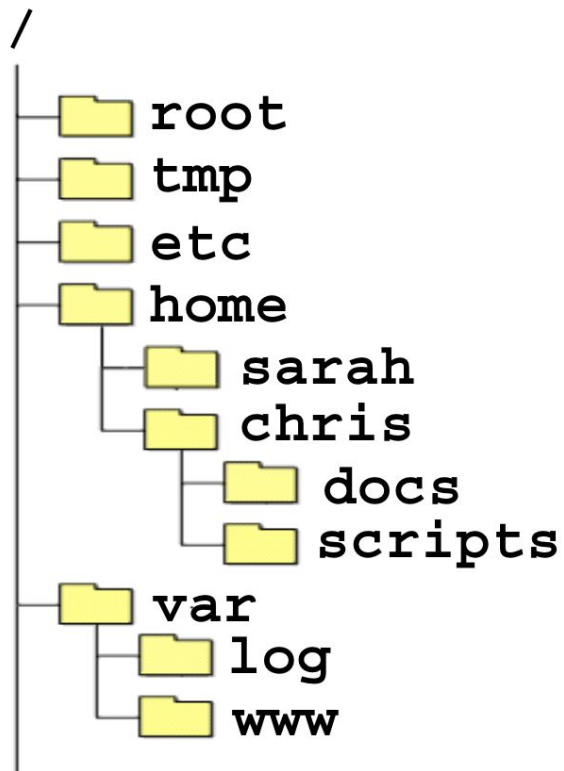 /
root
tmp
etc
home
sarah
chris
docs
scripts
var
log
www